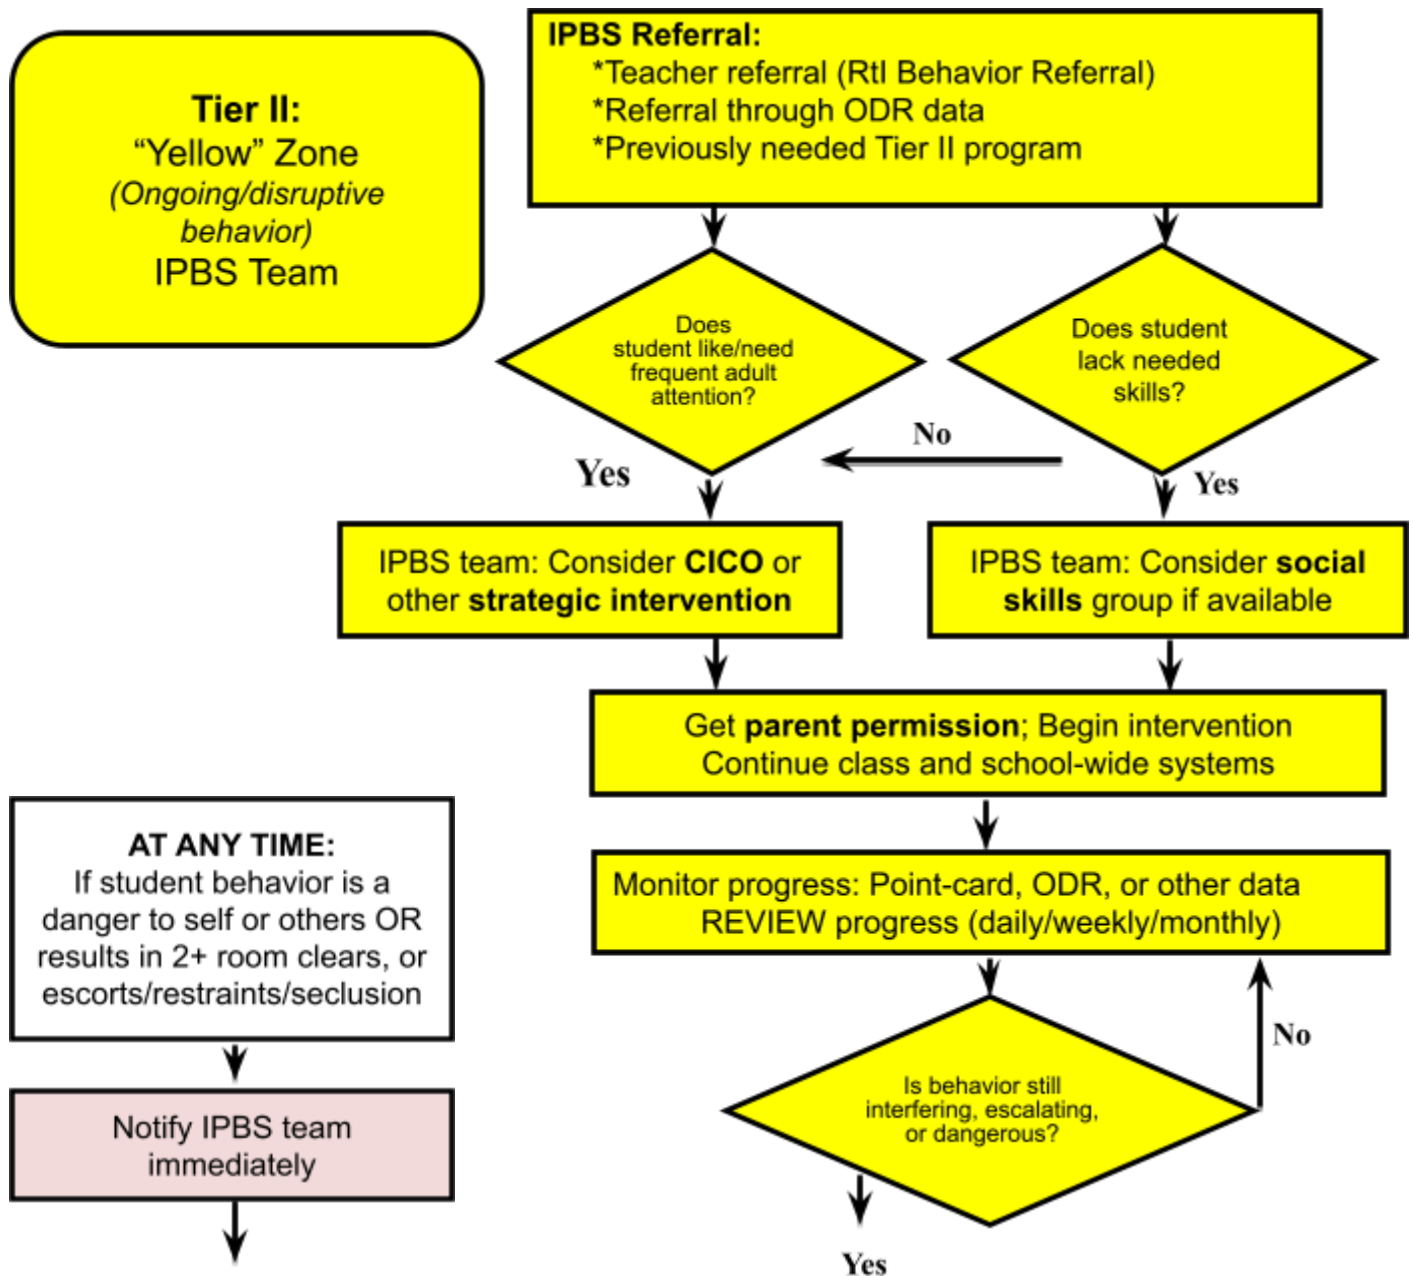 Tier II:
“Yellow” Zone
(Ongoing/disruptive
behavior)
IPBS Team
IPBS Referral:
*Teacher referral (RtI Behavior Referral)
*Referral through ODR data
*Previously needed Tier II program
Does
student like/need
frequent adult
attention?
Does student
lack needed
skills?
No
Yes
Yes
IPBS team: Consider CICO or
other strategic intervention
IPBS team: Consider social
skills group if available
Get parent permission; Begin intervention
Continue class and school-wide systems
Monitor progress: Point-card, ODR, or other data
REVIEW progress (daily/weekly/monthly)
AT ANY TIME:
If student behavior is a
danger to self or others OR
results in 2+ room clears, or
escorts/restraints/seclusion
Notify IPBS team
immediately
Is behavior still
interfering, escalating,
or dangerous?
No
Yes